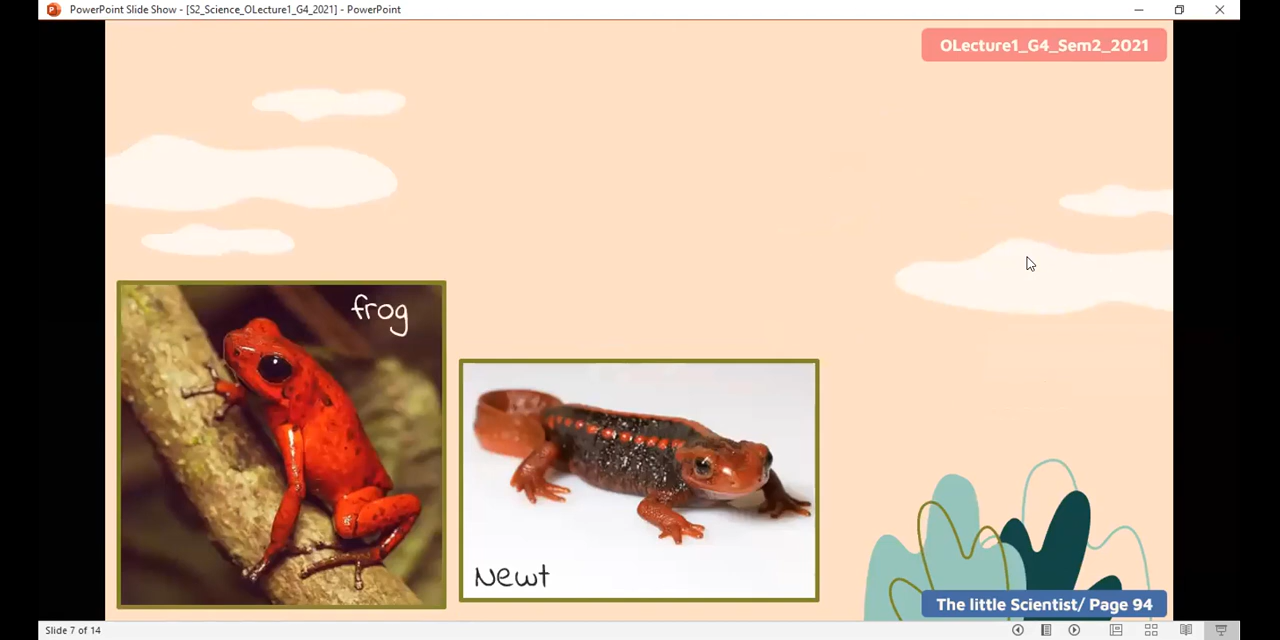 PowerPoint Slide Show - [S2_Science_OLecture1_G4_2021] - PowerPoint
OLecture1_G4_Sem2_2021
frog
Newt
The little Scientist/ Page 94
Slide 7 of 14